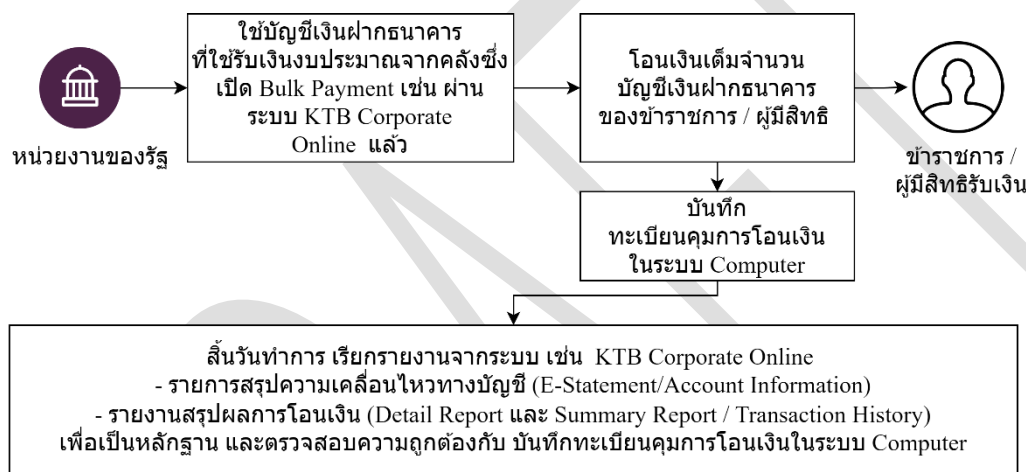 หน่วยงานของรัฐ
ใช้บัญชีเงินฝากธนาคาร
ที่ใช้รับเงินงบประมาณจากคลังซึ่ง
เปิด Bulk Payment เช่น ผ่าน
ระบบ KTB Corporate
Online แล้ว
โอนเงินเต็มจำนวน
บัญชีเงินฝากธนาคาร
ของข้าราชการ / ผู้มีสิทธิ
ข้าราชการ /
ผู้มีสิทธิรับเงิน
บันทึก
ทะเบียนคุมการโอนเงิน
ในระบบ Computer
สิ้นวันทำการ เรียกรายงานจากระบบ เช่น KTB Corporate Online
- รายการสรุปความเคลื่อนไหวทางบัญชี (E-Statement/Account Information)
- รายงานสรุปผลการโอนเงิน (Detail Report และ Summary Report / Transaction History)
เพื่อเป็นหลักฐาน และตรวจสอบความถูกต้องกับ บันทึกทะเบียนคุมการโอนเงินในระบบ Computer